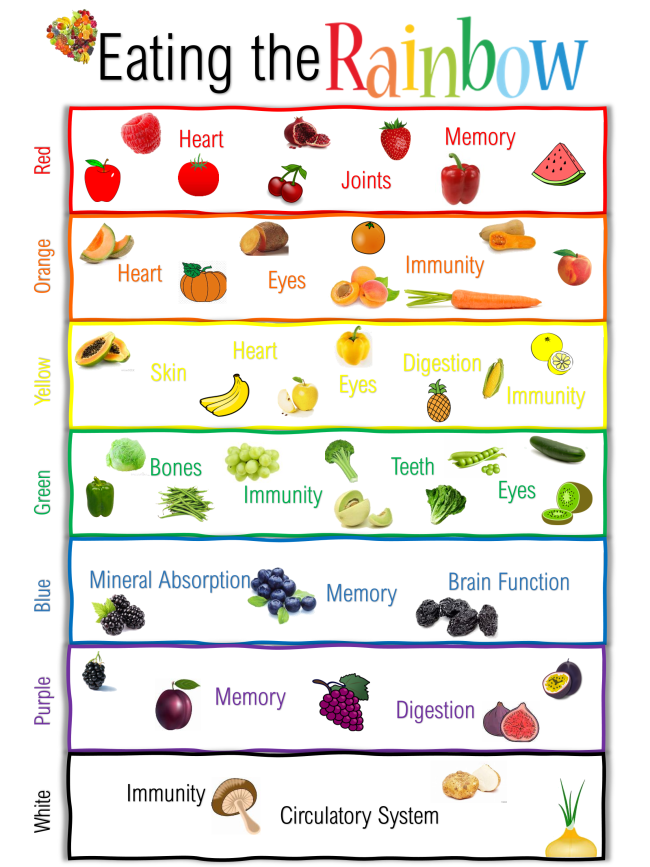 Eating the Rainbow
Red
Heart
Memory
Joints
Orange
Heart
Eyes
Immunity
Yellow
Skin
Heart
Eyes
Digestion
Immunity
Green
Bones
Immunity
Teeth
Eyes
Blue
Mineral Absorption
Memory
Brain Function
Purple
Memory
Digestion
White
Immunity
Circulatory System